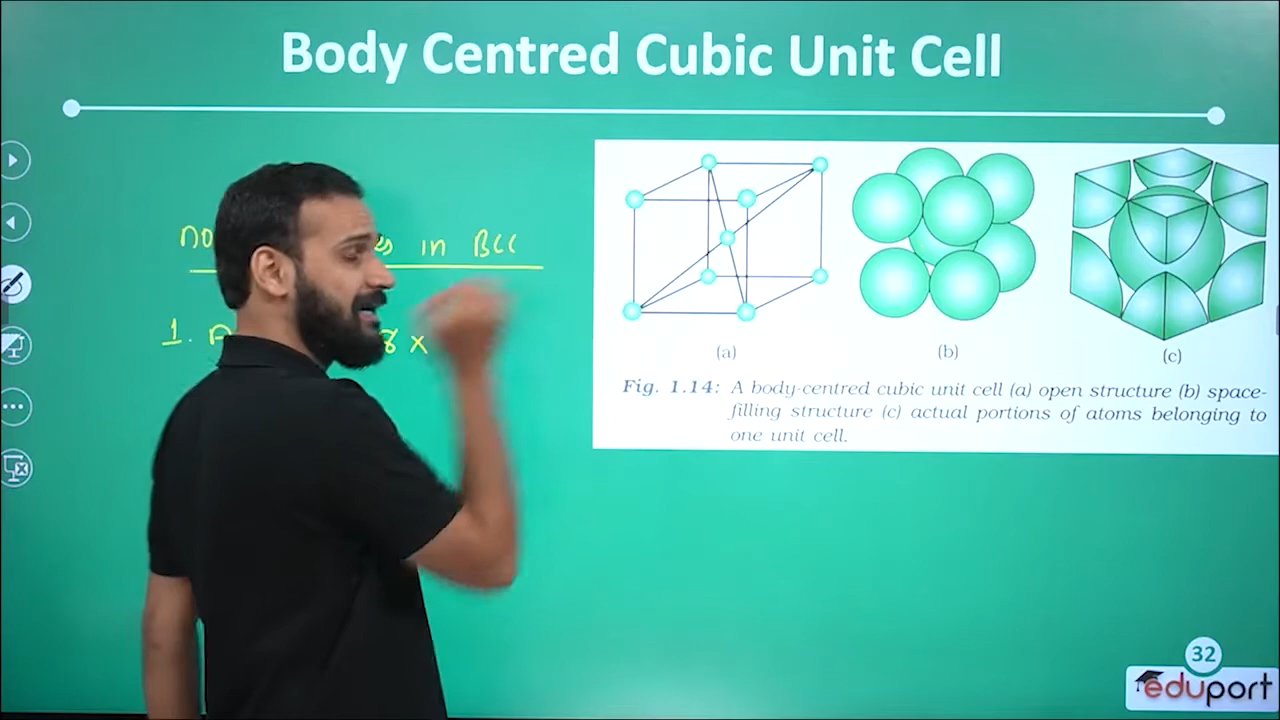 Body Centred Cubic Unit Cell
in BCC
1. 8 x
(a) (b) (c)
Fig. 1.14: A body-centred cubic unit cell (a) open structure (b) space-
filling structure (c) actual portions of atoms belonging to
one unit cell.
32
eduport